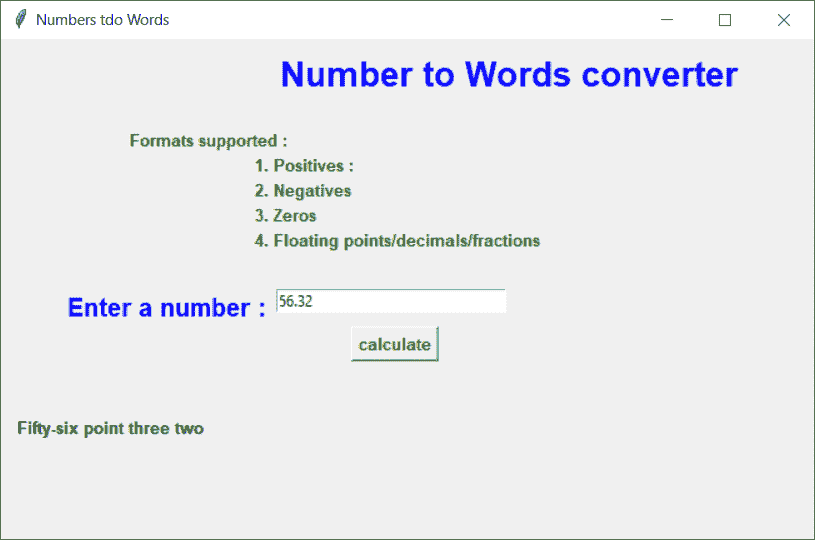 Numbers tdo Words
Number to Words converter
Formats supported :
1. Positives :
2. Negatives
3. Zeros
4. Floating points/decimals/fractions
Enter a number : 56.32
calculate
Fifty-six point three two